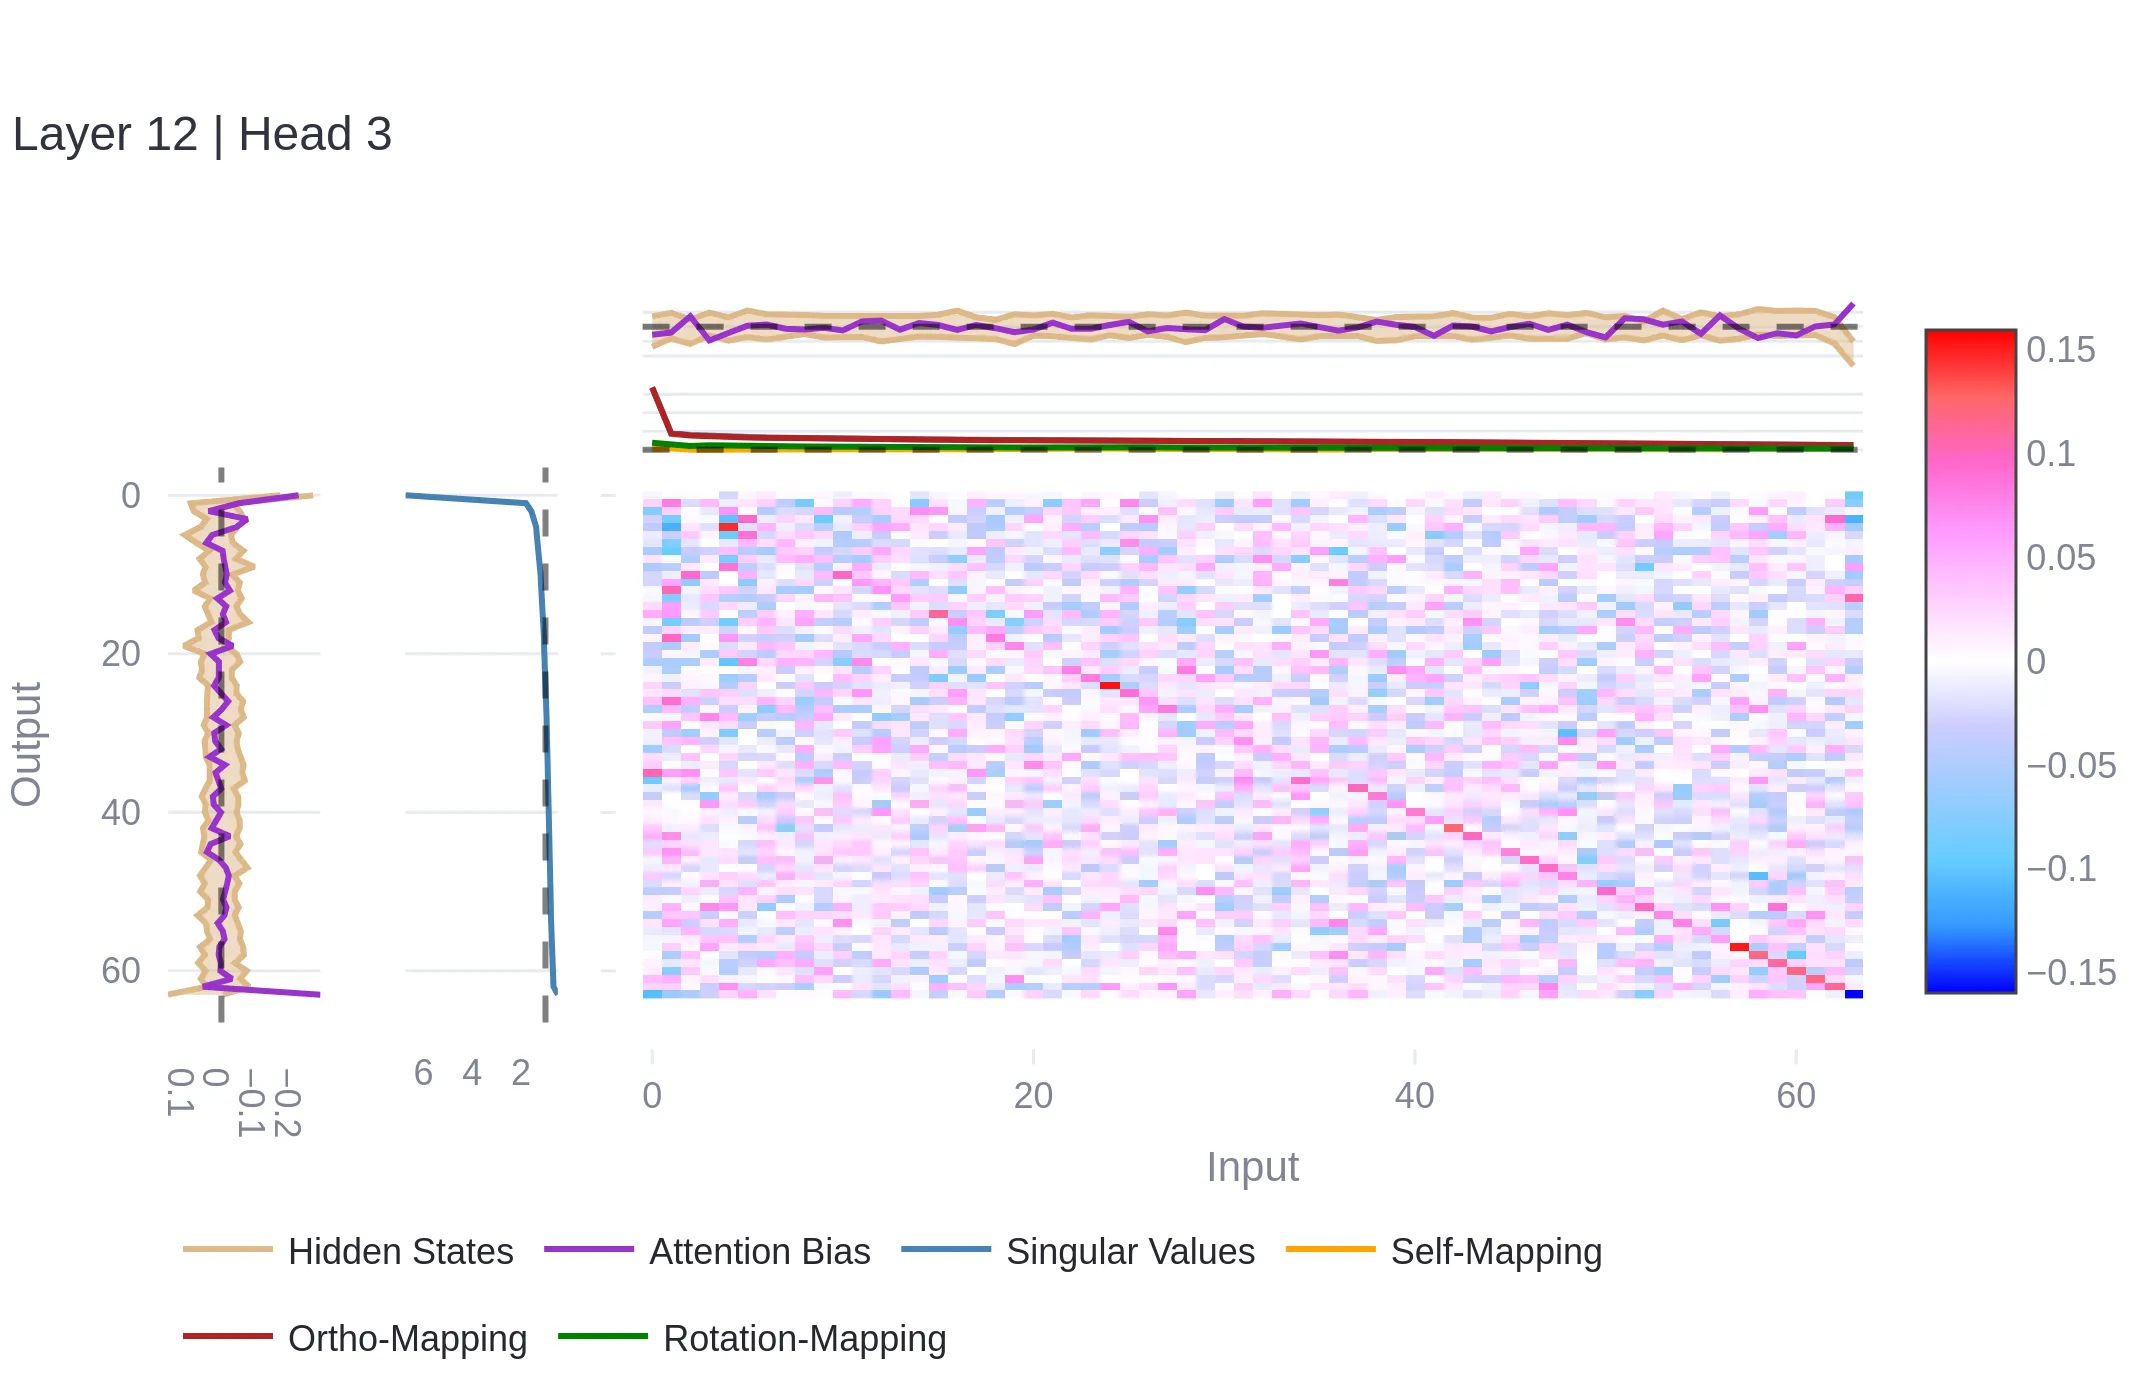 Layer 12 | Head 3
0.15
0.1
0.05
0
−0.05
−0.1
−0.15
Output
0
20
40
60
0.1
0
−0.1
−0.2
6 4 2
0 20 40 60
Input
Hidden States Attention Bias Singular Values Self-Mapping
Ortho-Mapping Rotation-Mapping